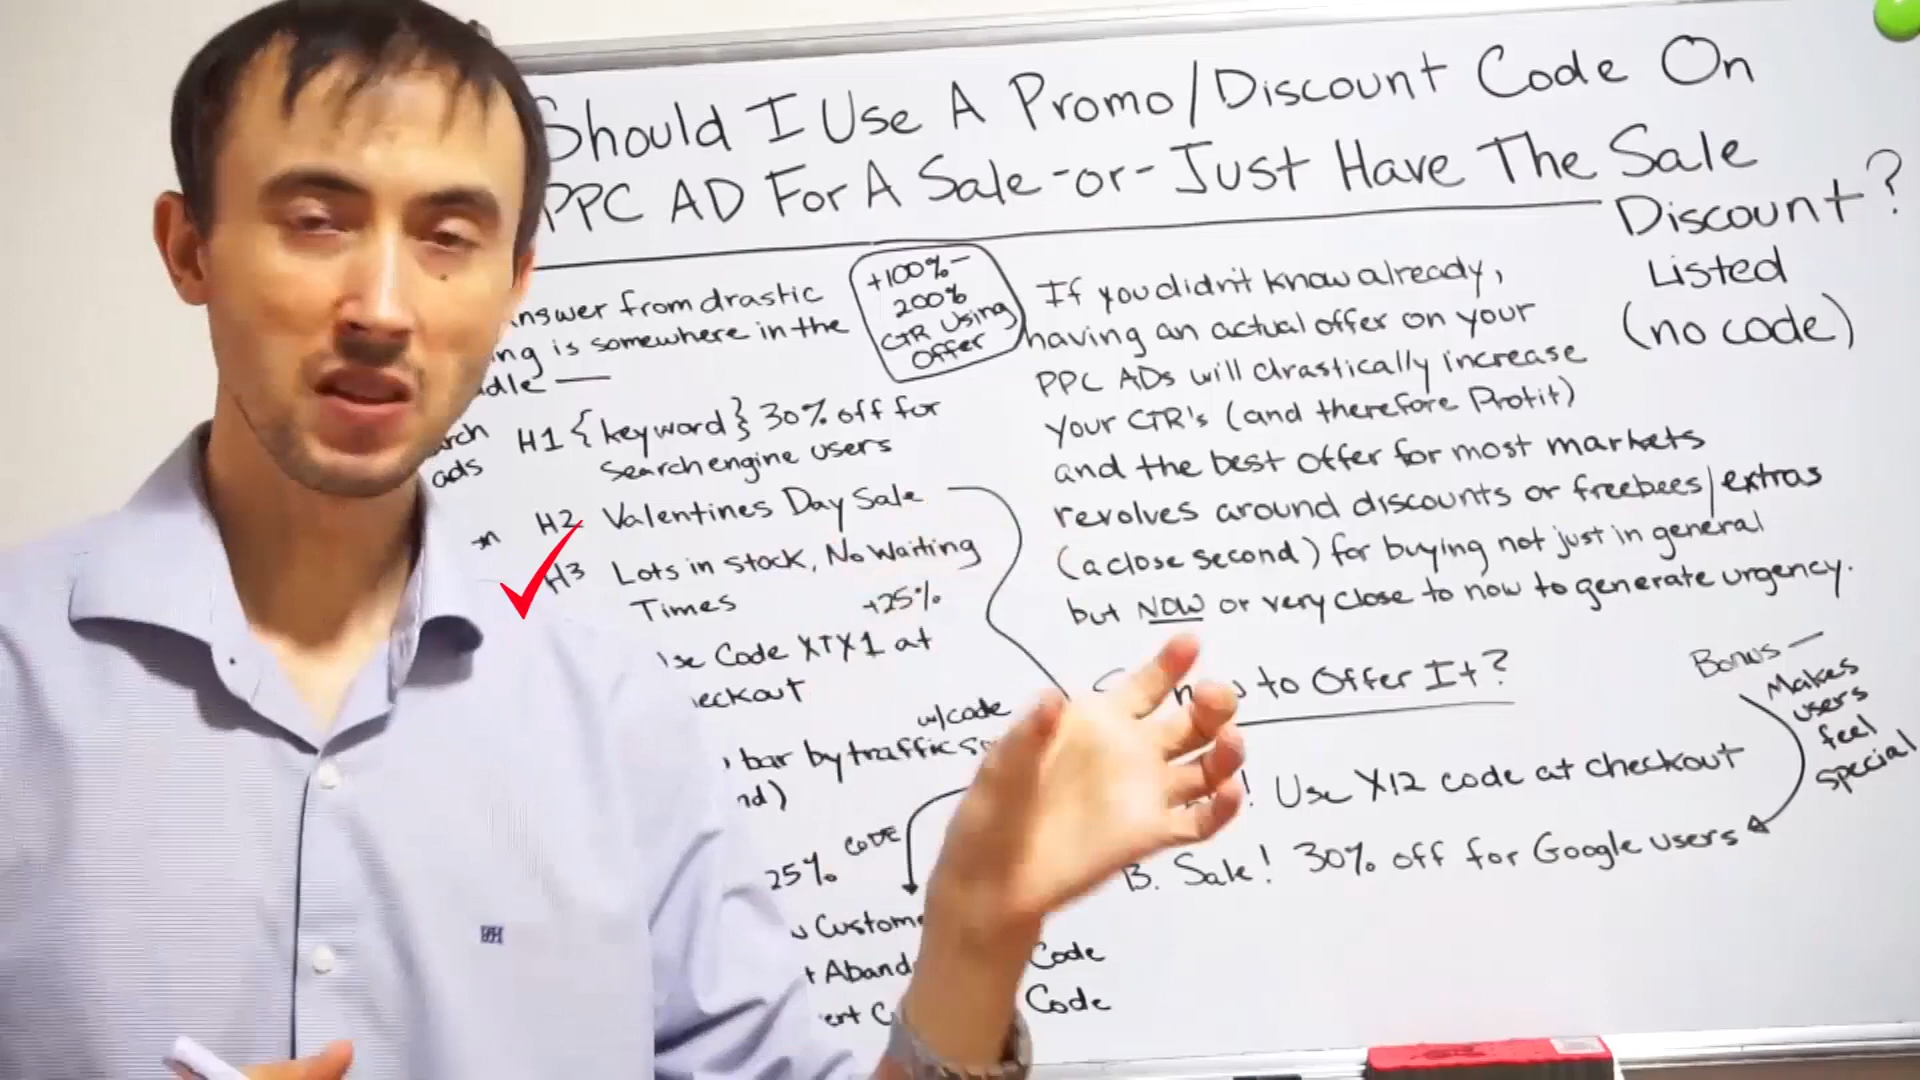 Should I Use A Promo/Discount Code On
PPC AD For A Sale -or- Just Have The Sale
Discount?
Listed
(no code)
answer from drastic
is somewhere in the
+100%-
200%
CTR Using
Offer
H1 {keyword} 30% off for
Search engine users
ads
H2 Valentines Day Sale
H3 Lots in stock, No Waiting
Times
+25%
Code XTX1 at
w/code
bar by traffic
25% CODE
Code
Code
If you didn't know already,
having an actual offer on your
PPC ADs will drastically increase
your CTR's (and therefore Profit)
and the best offer for most markets
revolves around discounts or freebees/extras
(a close second) for buying not just in general
but NOW or very close to now to generate urgency.
to Offer It?
Bonus—
Makes
users
feel
special
! Use X12 code at checkout
B. Sale! 30% off for Google users